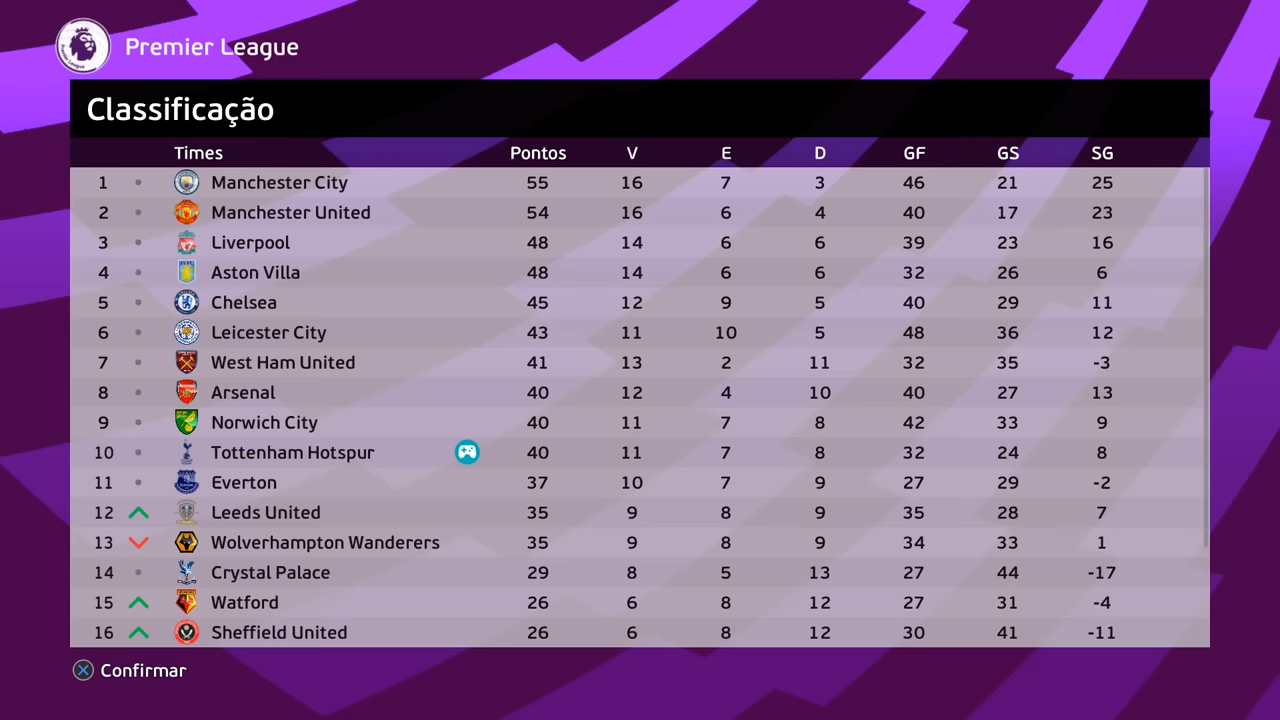 Premier League
Classificação
Times Pontos V E D GF GS SG
1 Manchester City 55 16 7 3 46 21 25
2 Manchester United 54 16 6 4 40 17 23
3 Liverpool 48 14 6 6 39 23 16
4 Aston Villa 48 14 6 6 32 26 6
5 Chelsea 45 12 9 5 40 29 11
6 Leicester City 43 11 10 5 48 36 12
7 West Ham United 41 13 2 11 32 35 -3
8 Arsenal 40 12 4 10 40 27 13
9 Norwich City 40 11 7 8 42 33 9
10 Tottenham Hotspur 40 11 7 8 32 24 8
11 Everton 37 10 7 9 27 29 -2
12 Leeds United 35 9 8 9 35 28 7
13 Wolverhampton Wanderers 35 9 8 9 34 33 1
14 Crystal Palace 29 8 5 13 27 44 -17
15 Watford 26 6 8 12 27 31 -4
16 Sheffield United 26 6 8 12 30 41 -11
Confirmar